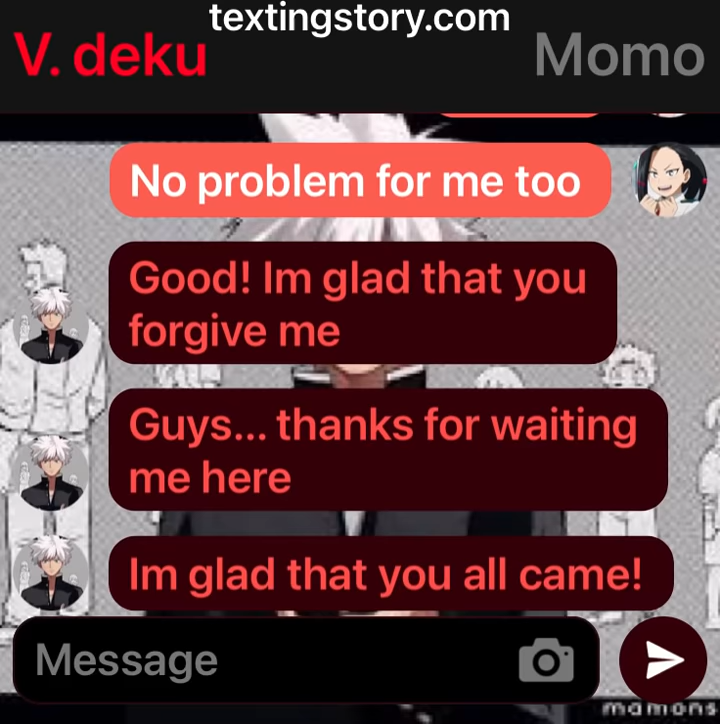 textingstory.com
V. deku
Momo
No problem for me too
Good! Im glad that you
forgive me
Guys... thanks for waiting
me here
Im glad that you all came!
Message
mamons